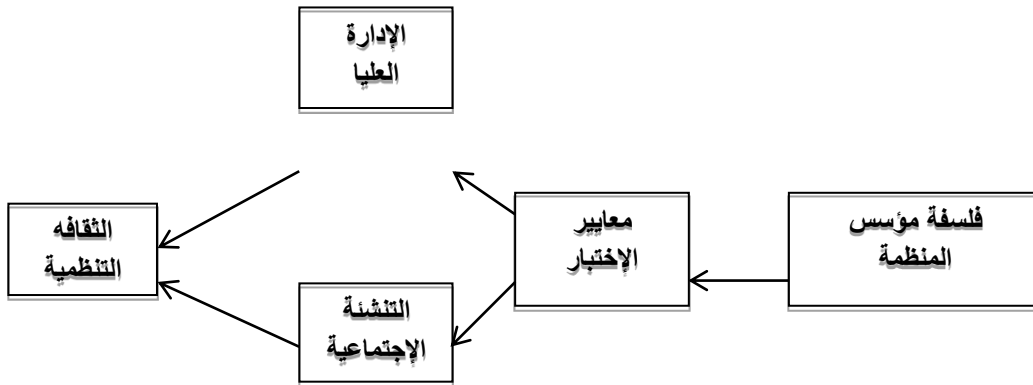 الإدارة
العليا
فلسفة مؤسس
المنظمة
معايير
الإختبار
الثقافه
التنظمية
التنشئة
الإجتماعية